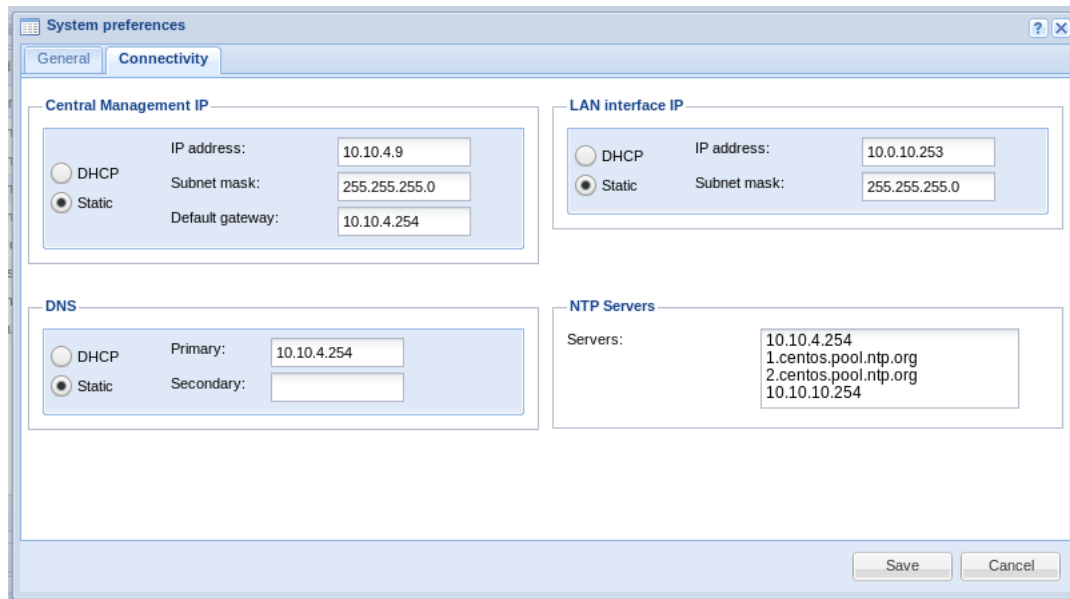 System preferences
?
General
Connectivity
Central Management IP
DHCP
Static
IP address:
10.10.4.9
Subnet mask:
255.255.255.0
Default gateway:
10.10.4.254
LAN interface IP
DHCP
Static
IP address:
10.0.10.253
Subnet mask:
255.255.255.0
DNS
DHCP
Static
Primary:
10.10.4.254
Secondary:
NTP Servers
Servers:
10.10.4.254
1.centos.pool.ntp.org
2.centos.pool.ntp.org
10.10.10.254
Save
Cancel